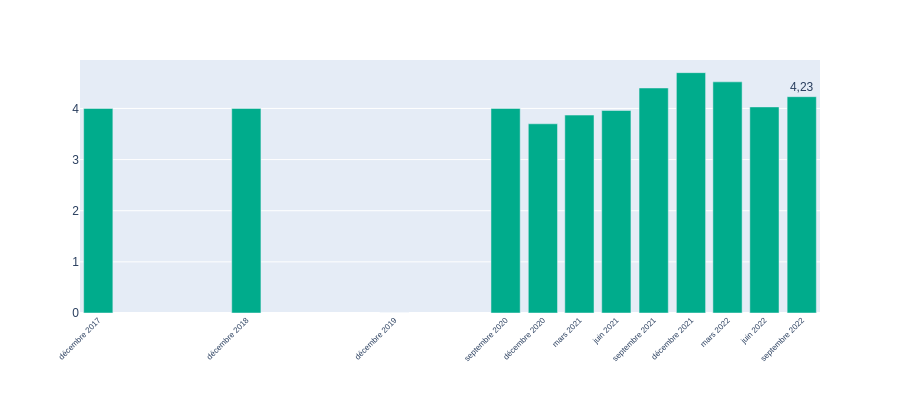 4,23
4
3
2
1
0
décembre 2017
décembre 2018
décembre 2019
septembre 2020
décembre 2020
mars 2021
juin 2021
septembre 2021
décembre 2021
mars 2022
juin 2022
septembre 2022